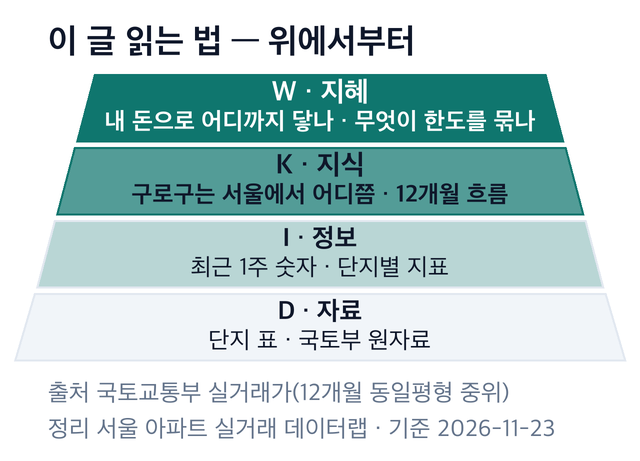 이 글 읽는 법 — 위에서부터
W · 지혜
내 돈으로 어디까지 닿나 · 무엇이 한도를 묶나
K · 지식
구로구는 서울에서 어디쯤 · 12개월 흐름
I · 정보
최근 1주 숫자 · 단지별 지표
D · 자료
단지 표 · 국토부 원자료
출처 국토교통부 실거래가(12개월 동일평형 중위)
정리 서울 아파트 실거래 데이터랩 · 기준 2026-11-23